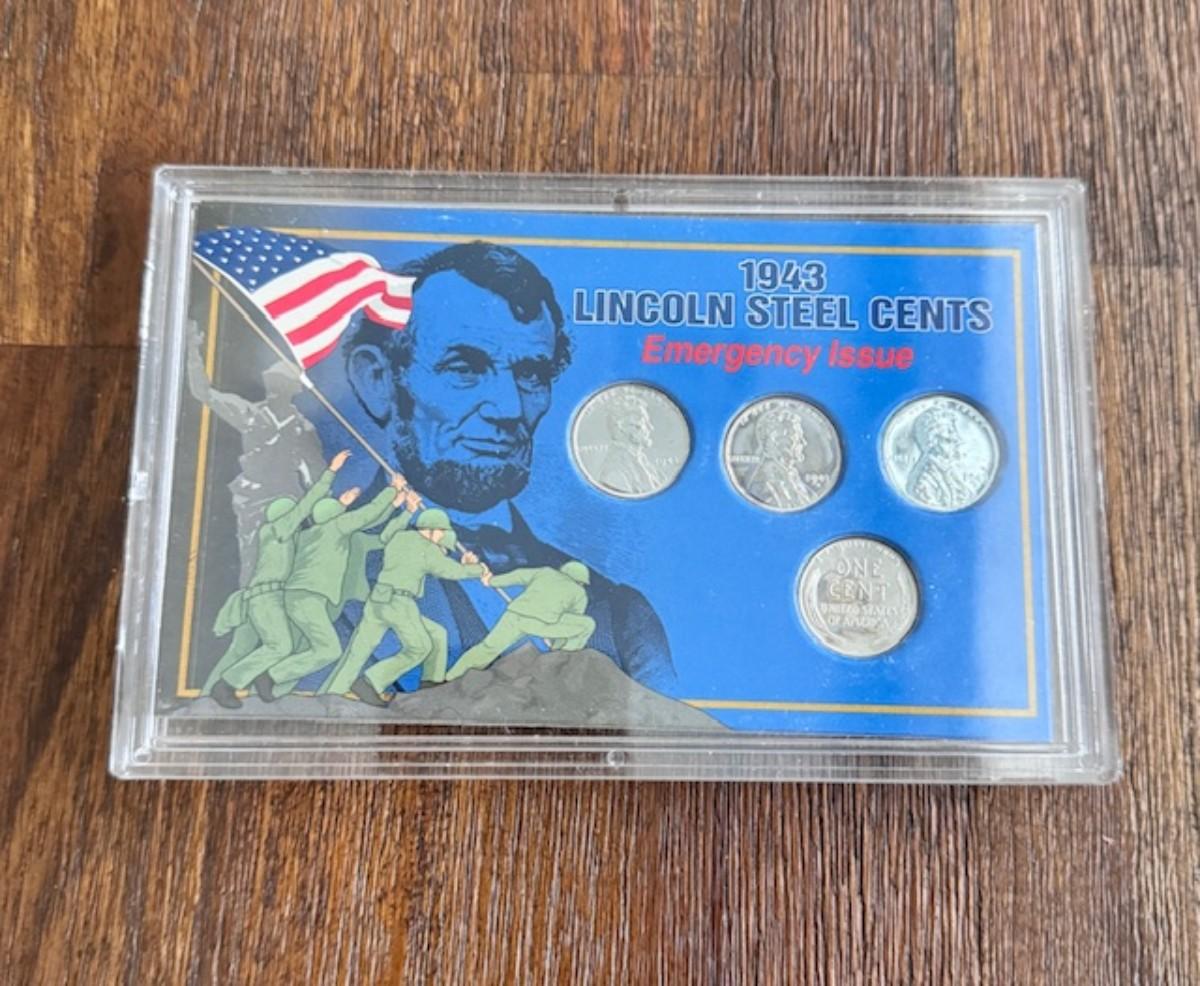 1943
LINCOLN STEEL CENTS
Emergency Issue
ONE
CENT
UNITED STATES
OF AMERICA